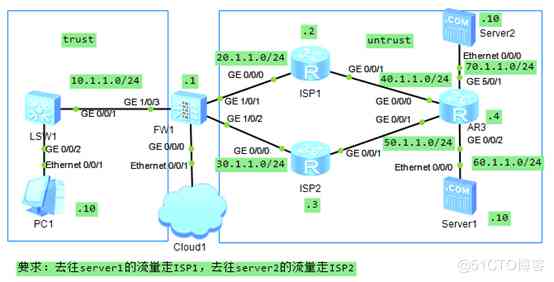 trust
untrust
.10
Server2
Ethernet 0/0/0
70.1.1.0/24
GE 5/0/1
.2
20.1.1.0/24
GE 0/0/0
GE 0/0/1
ISP1
40.1.1.0/24
GE 0/0/0
10.1.1.0/24
.1
GE 1/0/3
GE 1/0/1
GE 0/0/1
LSW1
FW1
GE 1/0/2
GE 0/0/1
.4
AR3
GE 0/0/2
GE 0/0/2
Ethernet 0/0/1
GE 0/0/0
Ethernet 0/0/1
GE 0/0/0
GE 0/0/1
50.1.1.0/24
30.1.1.0/24
60.1.1.0/24
Ethernet 0/0/0
ISP2
.3
.10
PC1
Cloud1
.10
Server1
要求：去往server1的流量走ISP1，去往server2的流量走ISP2
@51CTO博客